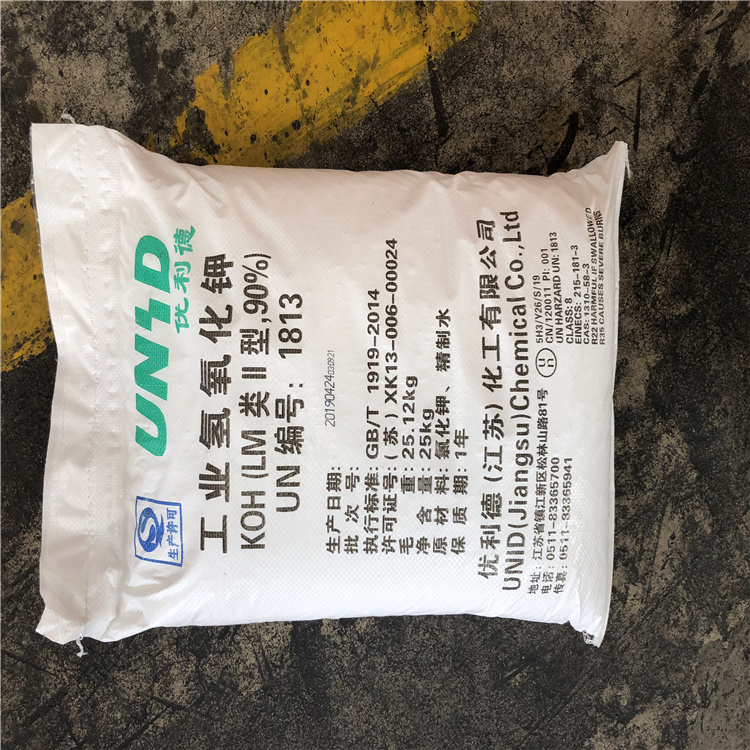 UNID
优利德
生产许可
工业氢氧化钾
KOH (LM 类 II 型,90%)
UN 编号: 1813
生产日期: 20190424 030921
批次号:
执行标准: GB/T 1919-2014
许可证号: (苏) XK13-006-00024
毛重: 25.12kg
净含量: 25kg
原材料: 氯化钾、精制水
保质期: 1年
优利德 (江苏) 化工有限公司
UNID(Jiangsu)Chemical Co.,Ltd
地址: 江苏省镇江新区松林山路81号
电话: 0511-83365700
传真: 0511-83365941
u n
5H3/Y26/S/19
CN/320011 PI: 001
UN HARZARD UN: 1813
CLASS: 8
EINECS: 215-181-3
CAS: 1310-58-3
R22 HARMFUL IF SWALLOWED
R35 CAUSES SEVERE BURNS